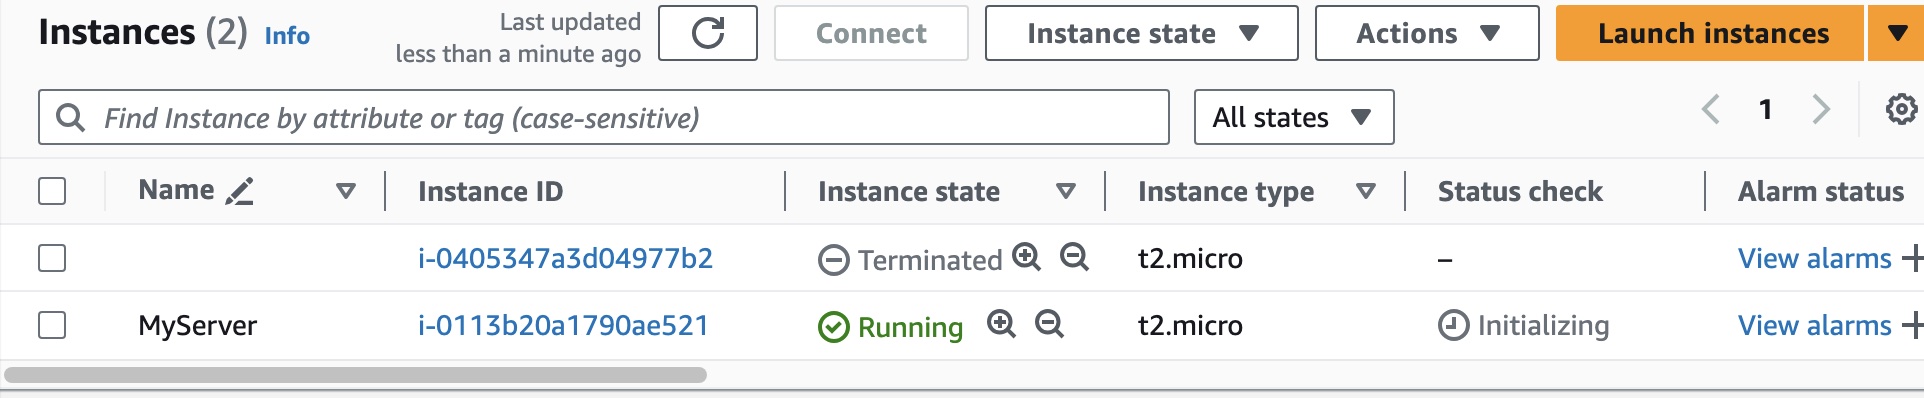 Instances (2) Info Last updated less than a minute ago Connect Instance state Actions Launch instances
Find Instance by attribute or tag (case-sensitive) All states 1
Name Instance ID Instance state Instance type Status check Alarm status
i-0405347a3d04977b2 Terminated t2.micro – View alarms +
MyServer i-0113b20a1790ae521 Running t2.micro Initializing View alarms +